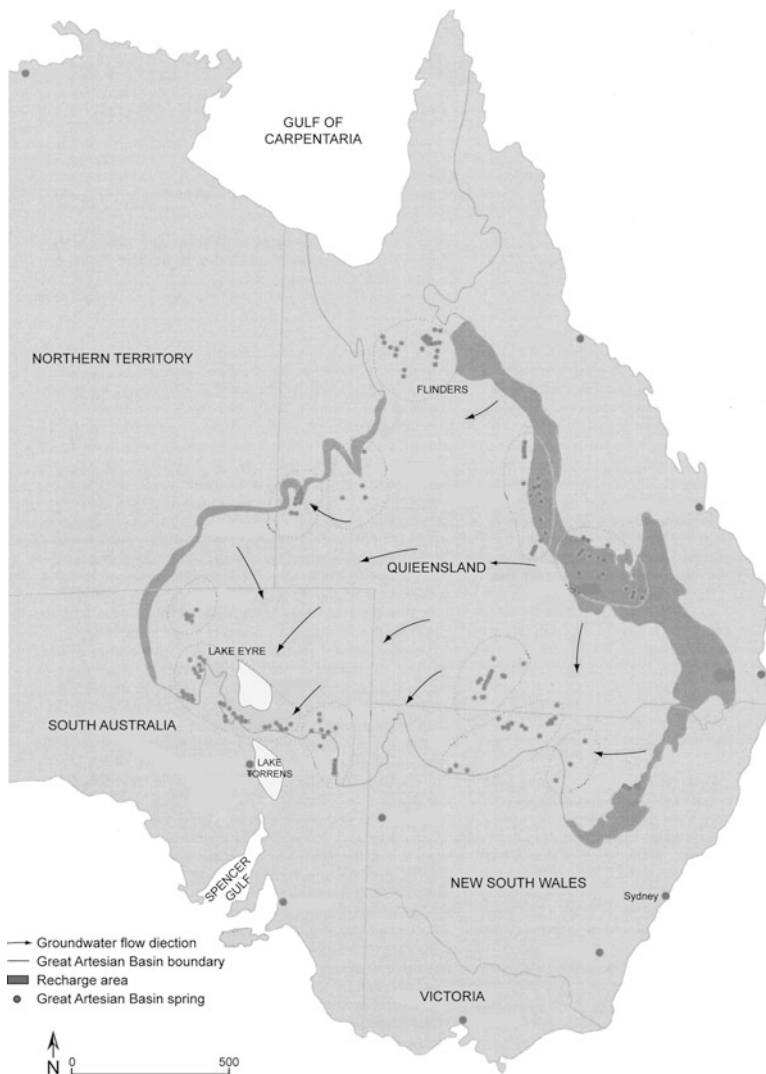 GULF OF
CARPENTARIA
NORTHERN TERRITORY
FLINDERS
QUIEENSLAND
LAKE EYRE
SOUTH AUSTRALIA
LAKE
TORRENS
SPENCER
GULF
NEW SOUTH WALES
Sydney
Groundwater flow diection
Great Artesian Basin boundary
Recharge area
Great Artesian Basin spring
VICTORIA
N
0
500